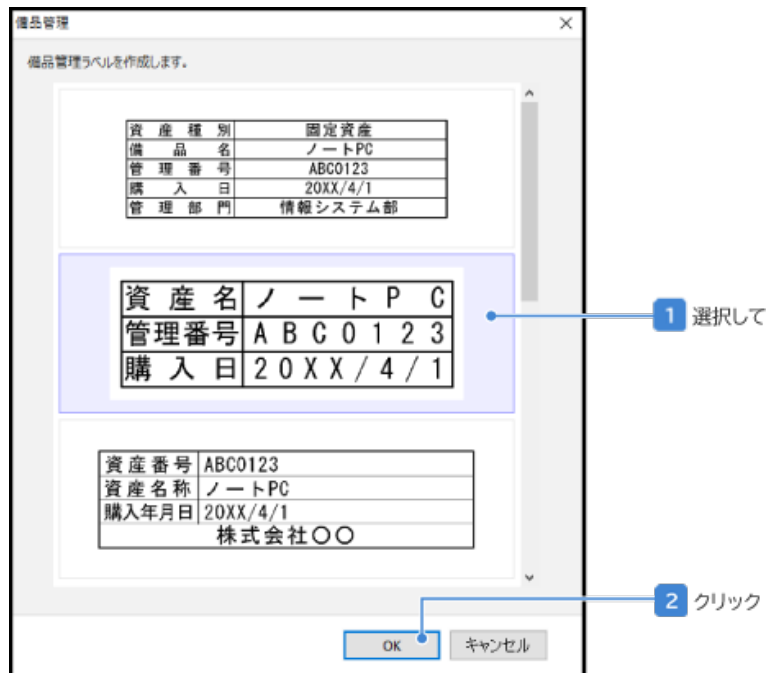 備品管理
備品管理ラベルを作成します。
資産種別 固定資産
備品名 ノートPC
管理番号 ABC0123
購入日 20XX/4/1
管理部門 情報システム部
資産名 ノートPC
管理番号 ABC0123
購入日 20XX/4/1
1 選択して
資産番号 ABC0123
資産名称 ノートPC
購入年月日 20XX/4/1
株式会社〇〇
2 クリック
OK キャンセル